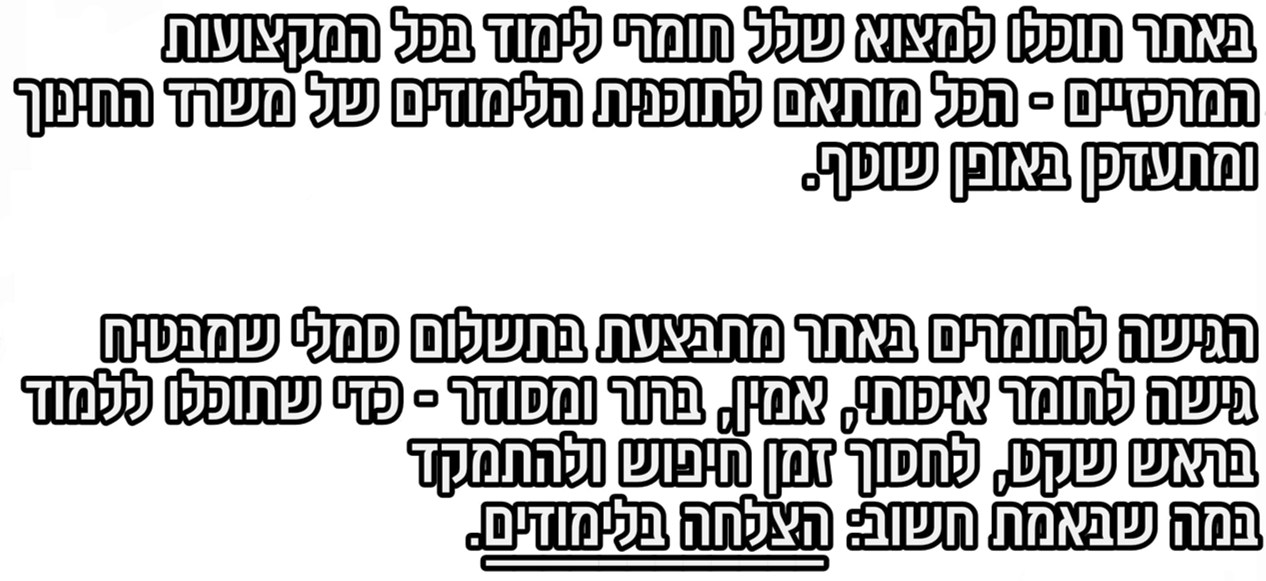 באתר תוכלו למצוא שלל חומרי לימוד בכל המקצועות
המרכזיים - הכל מותאם לתוכנית הלימודים של משרד החינוך
ומתעדכן באופן שוטף.
הגישה לחומרים באתר מתבצעת בתשלום סמלי שמבטיח
גישה לחומר איכותי, אמין, ברור ומסודר - כדי שתוכלו ללמוד
בראש שקט, לחסוך זמן חיפוש ולהתמקד
במה שבאמת חשוב: הצלחה בלימודים.